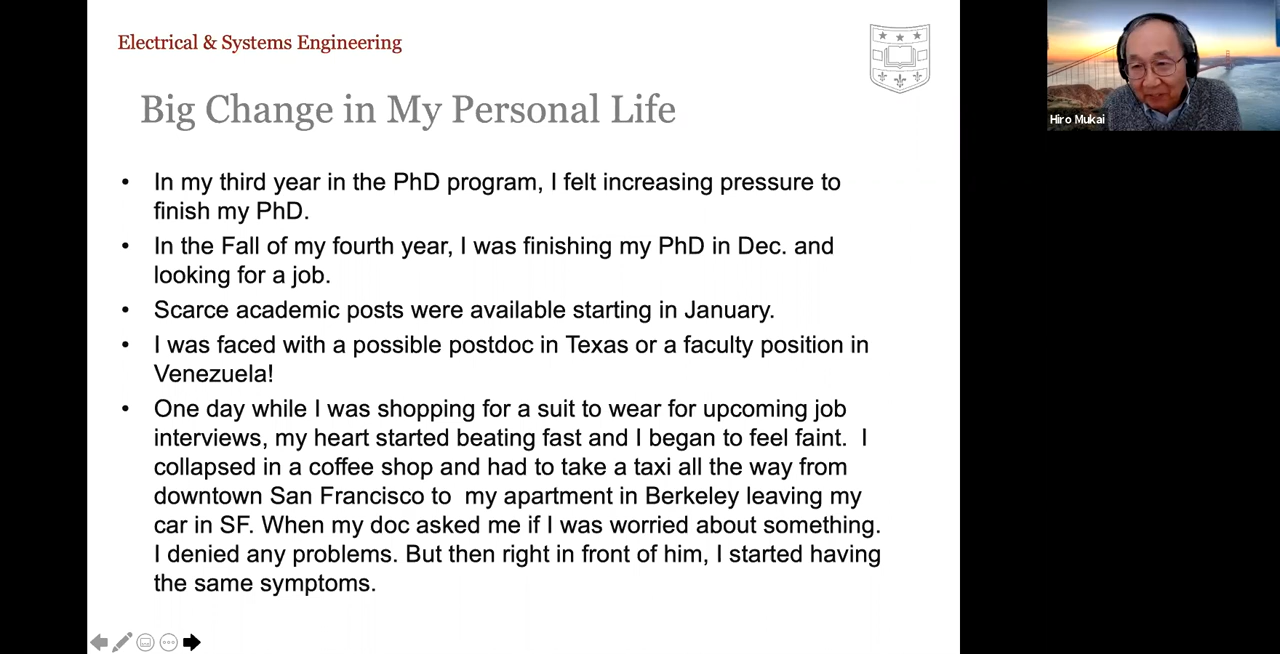 Electrical & Systems Engineering
Big Change in My Personal Life
• In my third year in the PhD program, I felt increasing pressure to
finish my PhD.
• In the Fall of my fourth year, I was finishing my PhD in Dec. and
looking for a job.
• Scarce academic posts were available starting in January.
• I was faced with a possible postdoc in Texas or a faculty position in
Venezuela!
• One day while I was shopping for a suit to wear for upcoming job
interviews, my heart started beating fast and I began to feel faint.  I
collapsed in a coffee shop and had to take a taxi all the way from
downtown San Francisco to  my apartment in Berkeley leaving my
car in SF. When my doc asked me if I was worried about something.
I denied any problems. But then right in front of him, I started having
the same symptoms.
Hiro Mukai